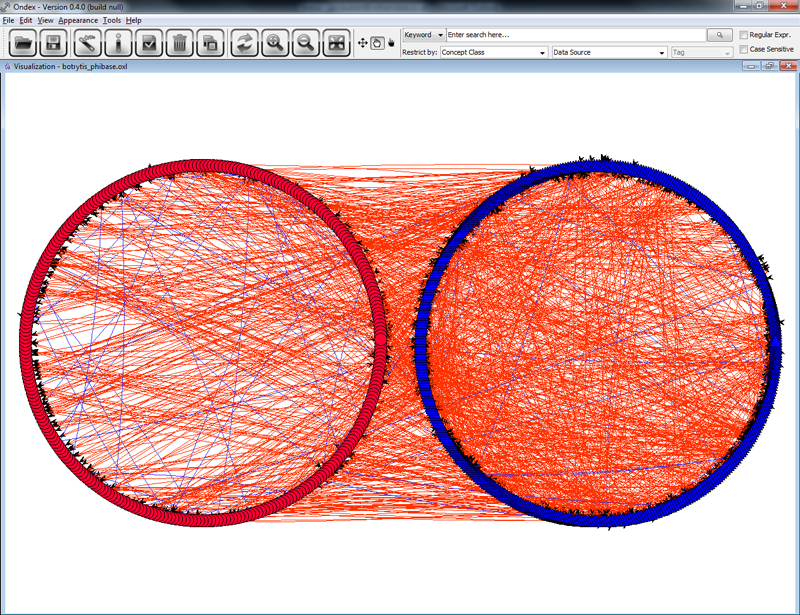 Ondex - Version 0.4.0 (build null)
File Edit View Appearance Tools Help
Keyword Enter search here... Regular Expr.
Restrict by: Concept Class Data Source Tag Case Sensitive
Visualization - botrytis_phibase.oxl